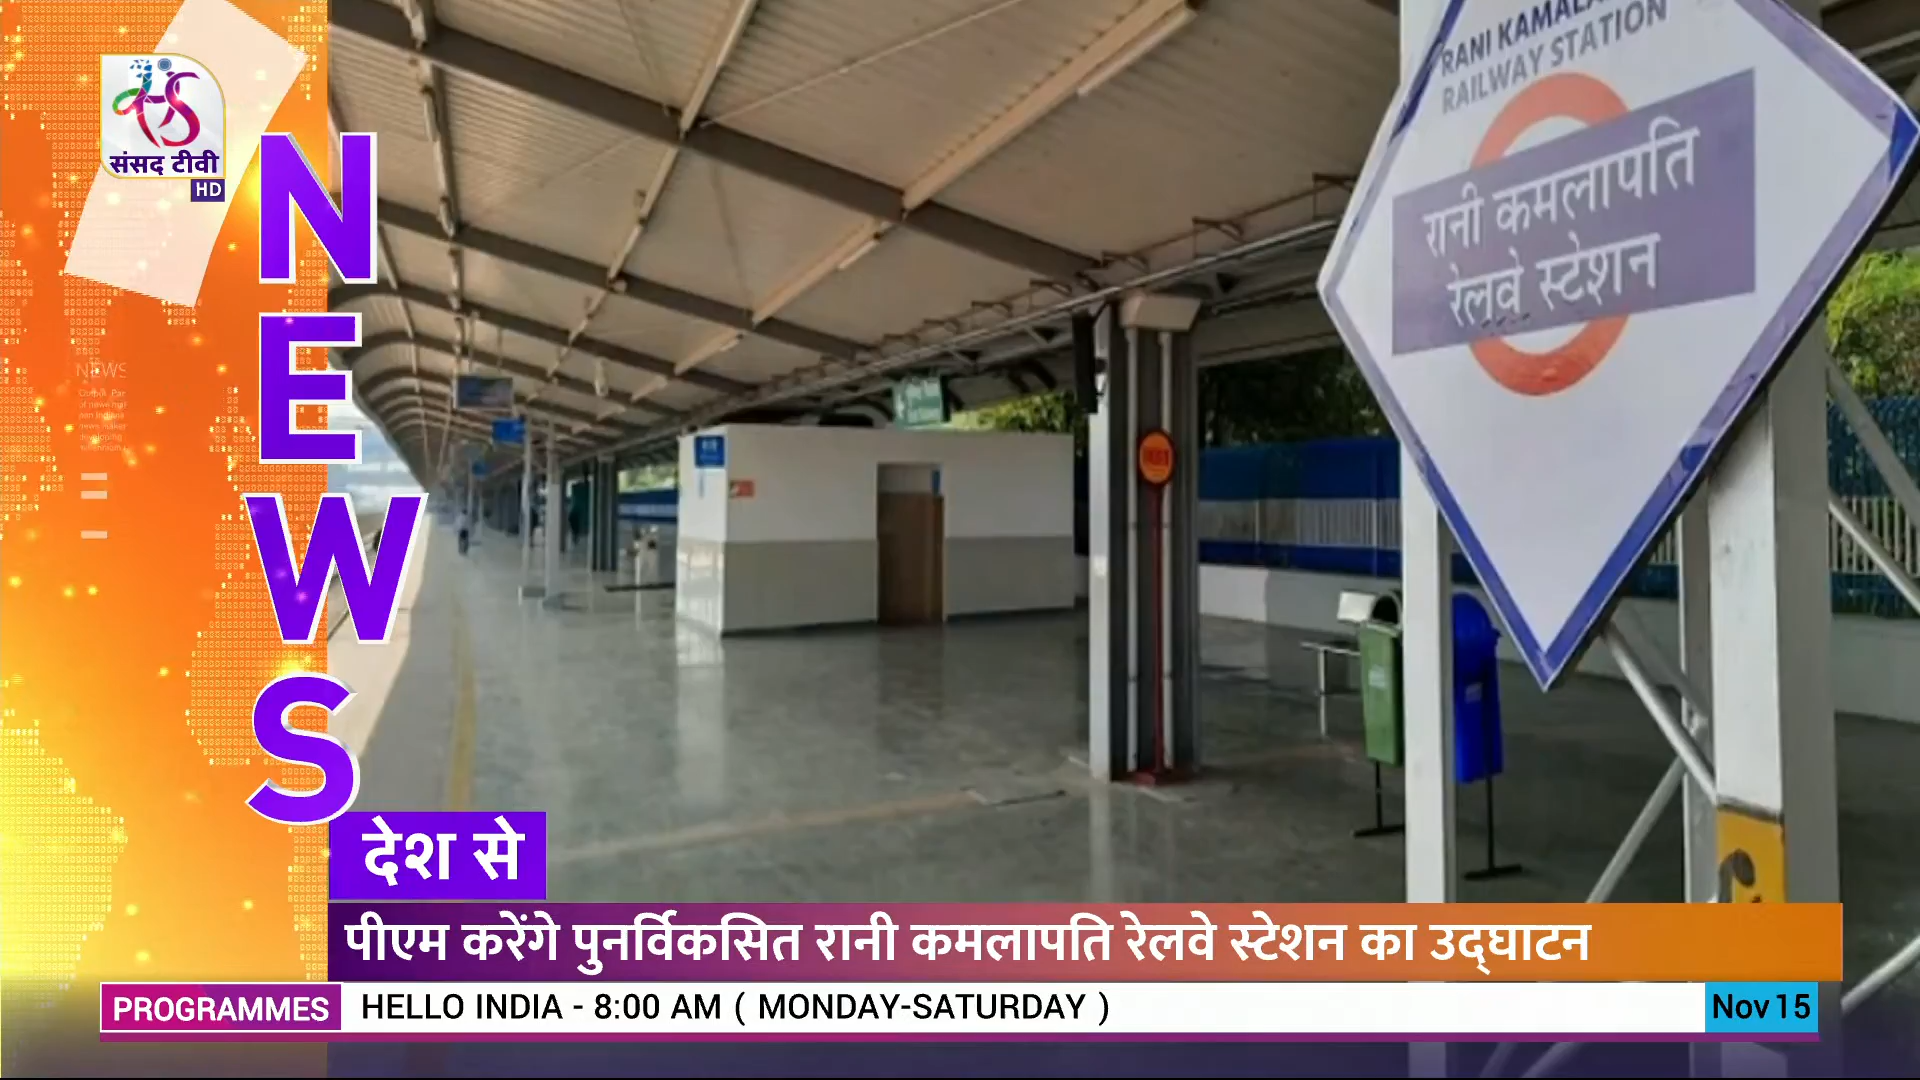 संसद टीवी
HD
NEWS
RANI
RAILWAY STATION
रानी कमलापति
रेलवे स्टेशन
NEWS
देश से
पीएम करेंगे पुनर्विकसित रानी कमलापति रेलवे स्टेशन का उद्घाटन
PROGRAMMES HELLO INDIA - 8:00 AM ( MONDAY-SATURDAY ) Nov 15